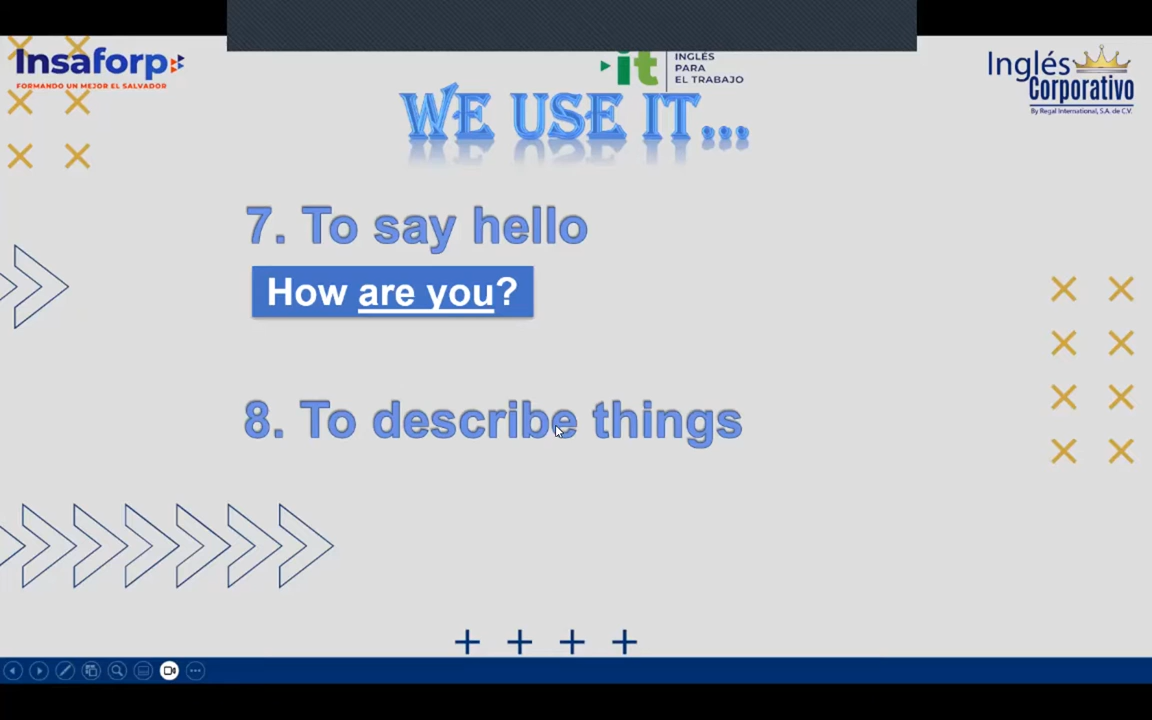 Insaforp
FORMANDO UN MEJOR EL SALVADOR
it
INGLÉS
PARA
EL TRABAJO
Inglés
Corporativo
By Regal International, S.A. de C.V.
WE USE IT...
7. To say hello
How are you?
8. To describe things